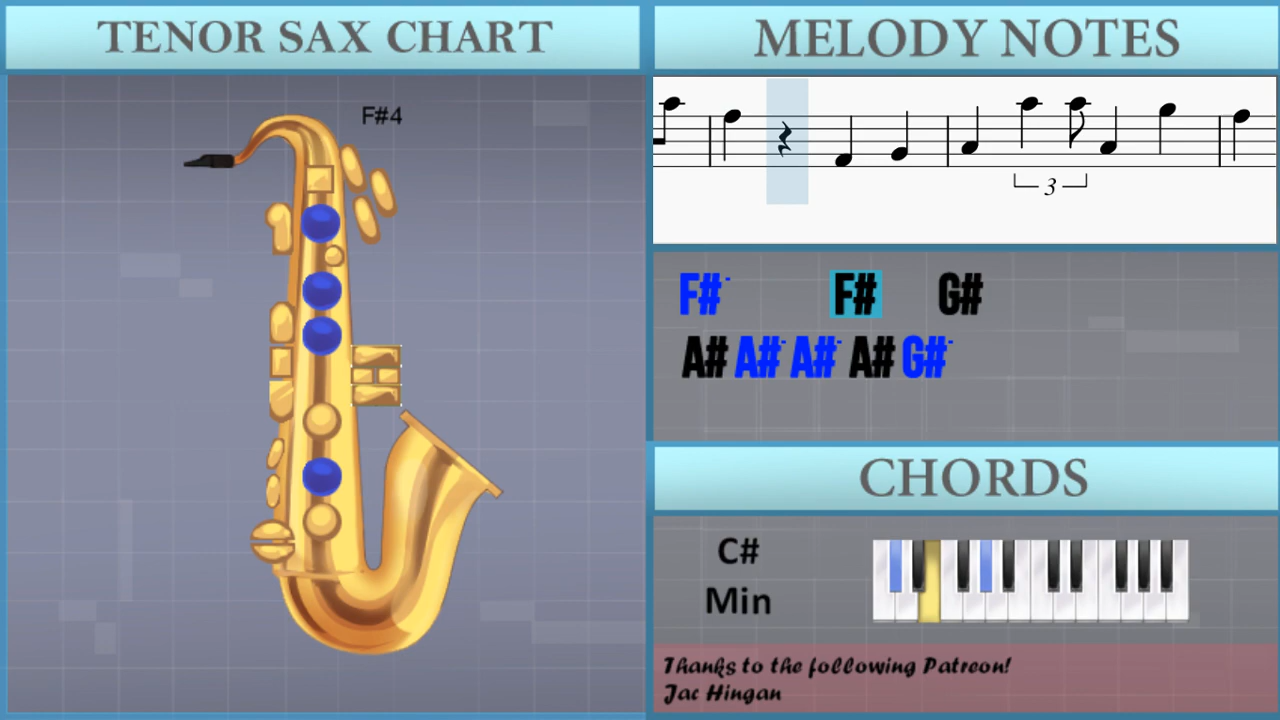 TENOR SAX CHART
F#4
MELODY NOTES
3
F#- F# G#
A# A#- A#- A# G#-
CHORDS
C#
Min
Thanks to the following Patreon!
Jac Hingan